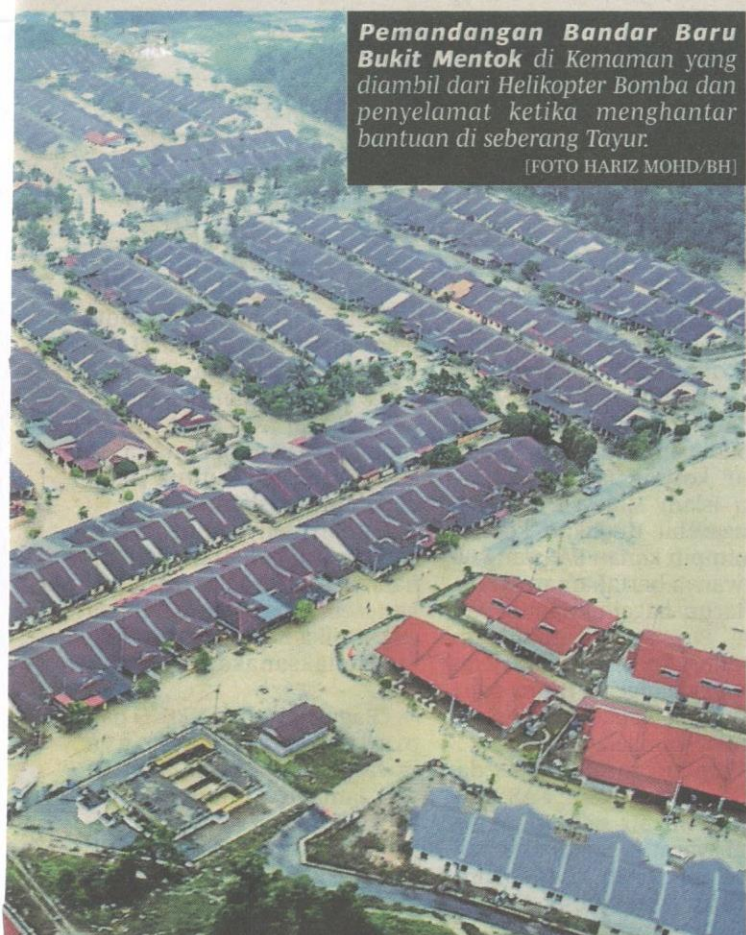 Pemandangan Bandar Baru
Bukit Mentok di Kemaman yang
diambil dari Helikopter Bomba dan
penyelamat ketika menghantar
bantuan di seberang Tayur.
[FOTO HARIZ MOHD/BH]